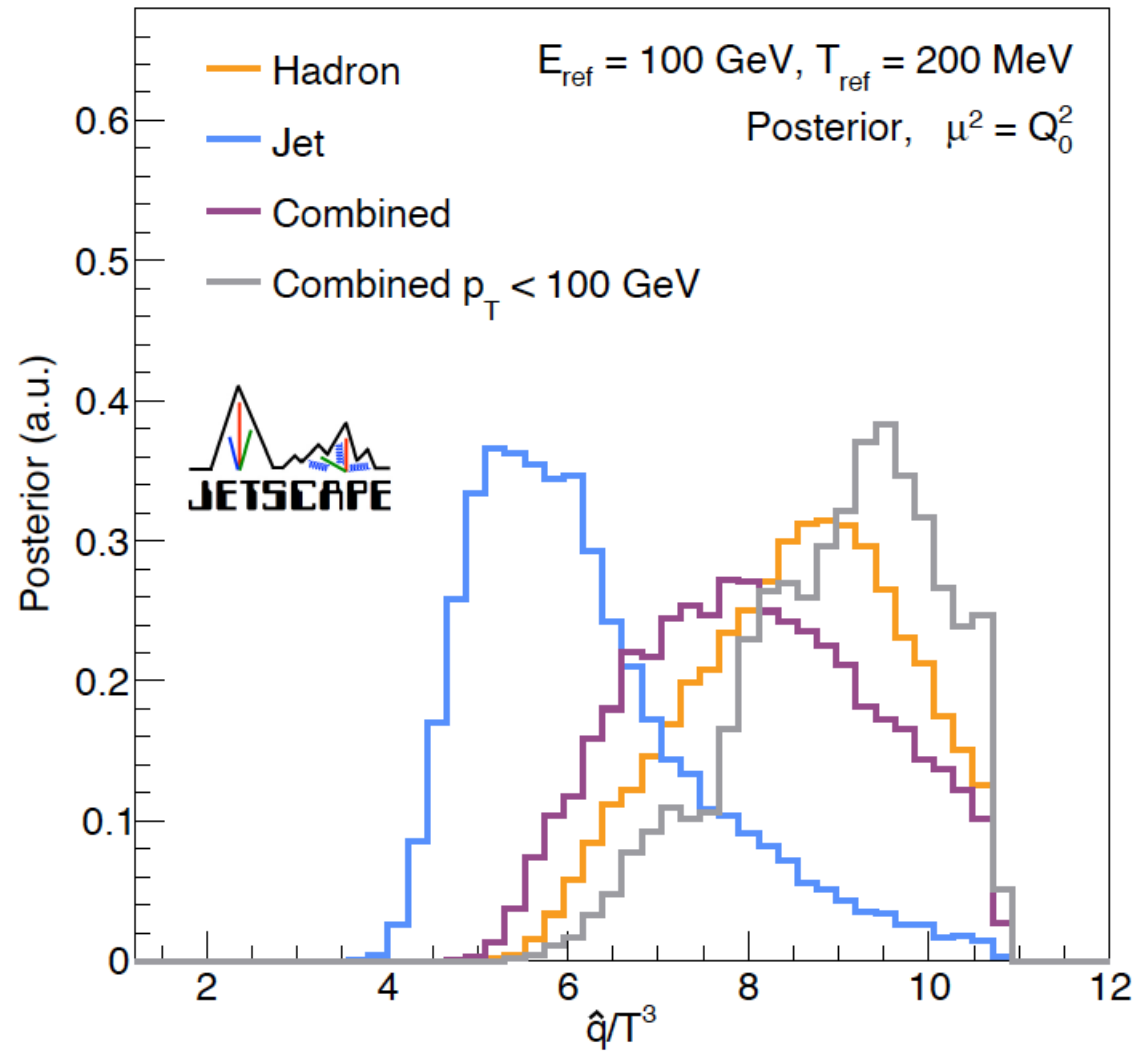 Hadron
Jet
Combined
Combined p_T < 100 GeV
E_ref = 100 GeV, T_ref = 200 MeV
Posterior, μ² = Q₀²
JETSCAPE
Posterior (a.u.)
0.6
0.5
0.4
0.3
0.2
0.1
0
2 4 6 8 10 12
q̂/T³